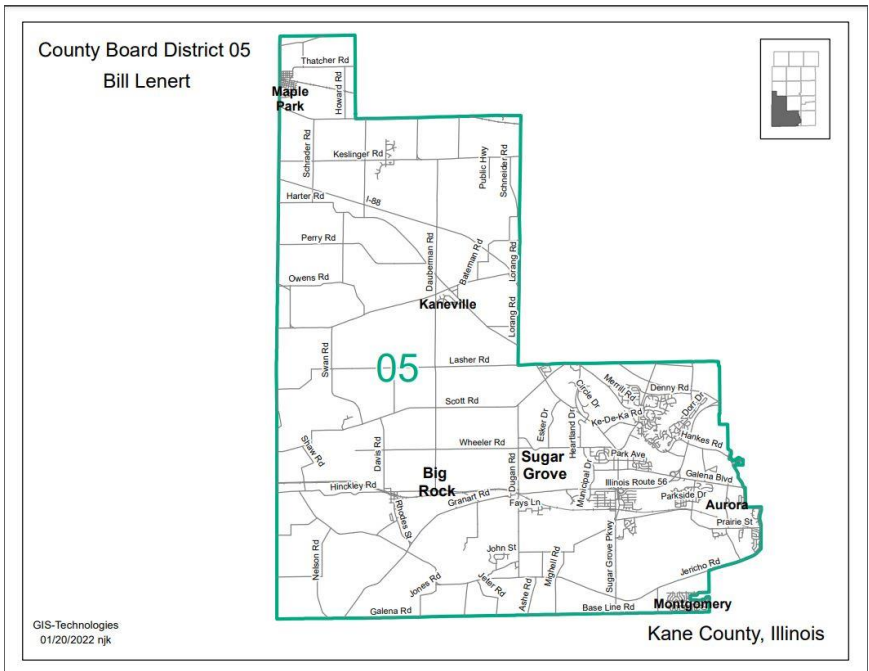 County Board District 05
Bill Lenert
Thatcher Rd
Maple
Park
Howard Rd
Schrader Rd
Keslinger Rd
Public Hwy
Schneider Rd
Harter Rd
I-88
Perry Rd
Dauberman Rd
Bateman Rd
Lorang Rd
Owens Rd
Kaneville
Lorang Rd
Swan Rd
05
Lasher Rd
Circle Dr
Merrill Rd
Denny Rd
Scott Rd
Esker Dr
Heartland Dr
Ke-De-Ka Rd
Dorr Dr
Hankes Rd
Shaw Rd
Davis Rd
Wheeler Rd
Sugar
Grove
Park Ave
Municipal Dr
Galena Blvd
Big
Rock
Dugan Rd
Hinckley Rd
Illinois Route 56
Granart Rd
Fays Ln
Parkside Dr
Aurora
Rhodes St
Prairie St
Nelson Rd
John St
Mighell Rd
Sugar Grove Pkwy
Jericho Rd
Jones Rd
Jeter Rd
Ashe Rd
Galena Rd
Base Line Rd
Montgomery
GIS-Technologies
01/20/2022 njk
Kane County, Illinois